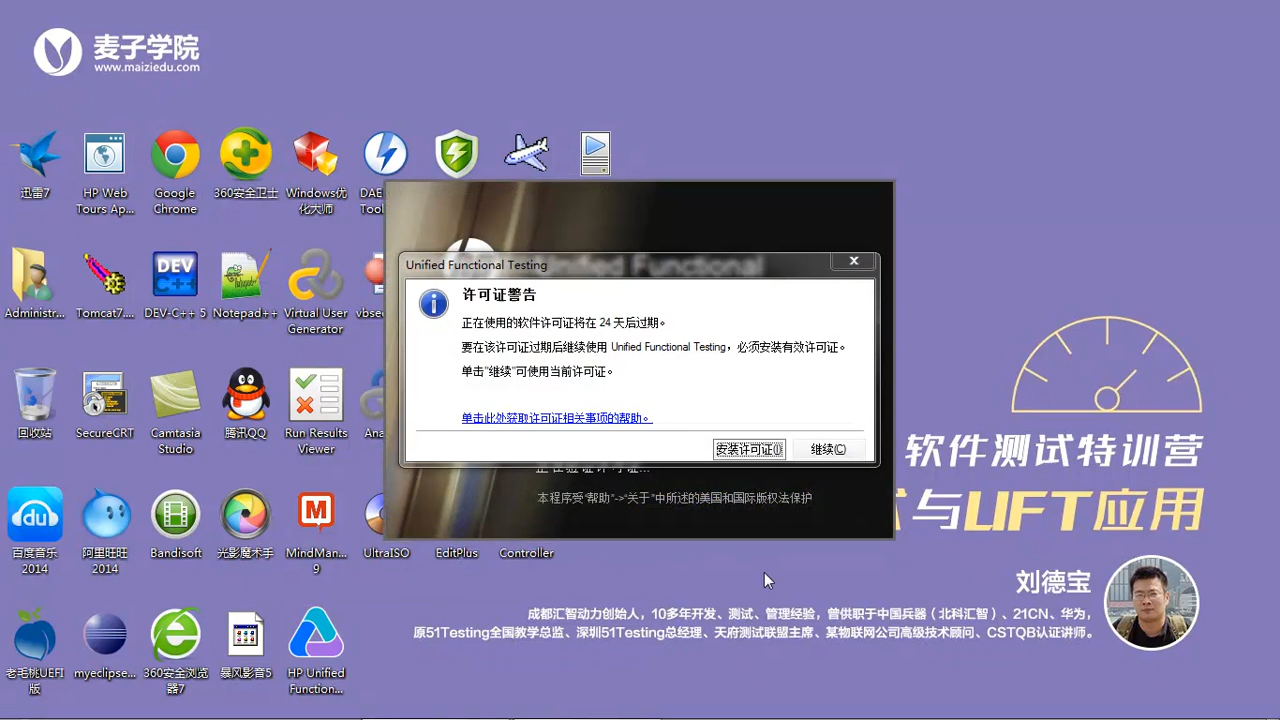 麦子学院
www.maiziedu.com
迅雷7
HP Web
Tours Ap...
Google
Chrome
360安全卫士
Windows优
化大师
DAE
Tool
Unified Functional
Unified Functional Testing
许可证警告
正在使用的软件许可证将在 24 天后过期。
要在该许可证过期后继续使用 Unified Functional Testing，必须安装有效许可证。
单击"继续"可使用当前许可证。
单击此处获取许可证相关事项的帮助。
安装许可证(I)
继续(C)
正在验证许可证...
本程序受"帮助"->"关于"中所述的美国和国际版权法保护
Administr...
Tomcat7....
DEV
C++
DEV-C++ 5
Notepad++
Virtual User
Generator
vbsec
回收站
SecureCRT
Camtasia
Studio
腾讯QQ
Run Results
Viewer
Ana
软件测试特训营
与UFT应用
du
百度音乐
2014
阿里旺旺
2014
Bandisoft
光影魔术手
M
MindMan...
9
UltraISO
EditPlus
Controller
刘德宝
成都汇智动力创始人，10多年开发、测试、管理经验，曾供职于中国兵器（北科汇智）、21CN、华为，
原51Testing全国教学总监、深圳51Testing总经理、天府测试联盟主席、某物联网公司高级技术顾问、CSTQB认证讲师。
老毛桃UEFI
版
myeclipse...
360安全浏览
器7
暴风影音5
HP Unified
Function...